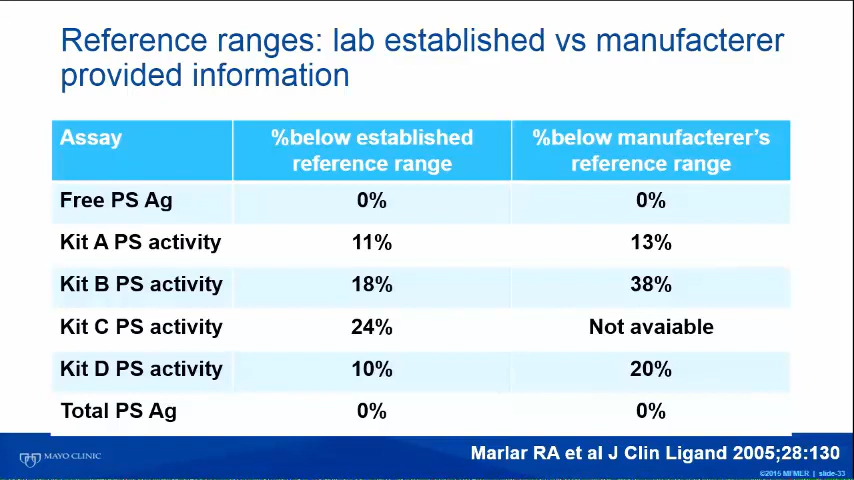 Reference ranges: lab established vs manufacterer
provided information
Assay
%below established
reference range
%below manufacterer's
reference range
Free PS Ag 0% 0%
Kit A PS activity 11% 13%
Kit B PS activity 18% 38%
Kit C PS activity 24% Not avaiable
Kit D PS activity 10% 20%
Total PS Ag 0% 0%
MAYO CLINIC
Marlar RA et al J Clin Ligand 2005;28:130
©2015 MFMER | slide-33